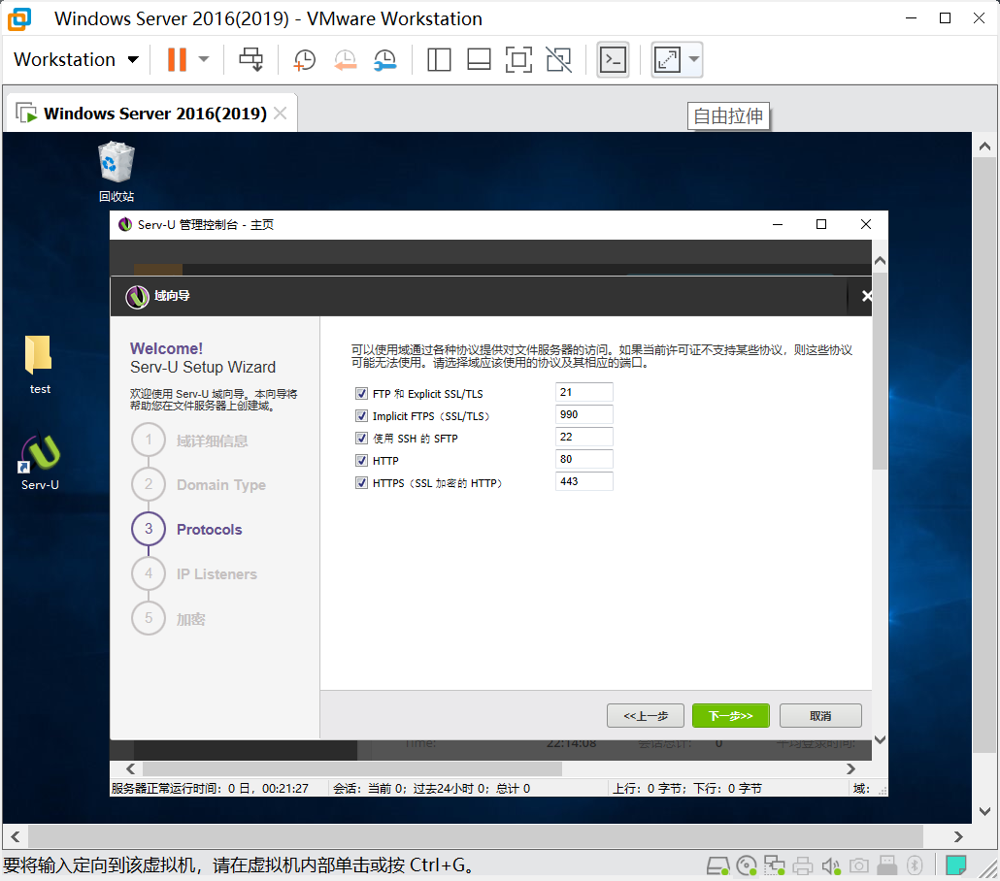 Windows Server 2016(2019) - VMware Workstation
Workstation
Windows Server 2016(2019)
自由拉伸
回收站
Serv-U 管理控制台 - 主页
域向导
Welcome!
Serv-U Setup Wizard
欢迎使用 Serv-U 域向导。本向导将
帮助您在文件服务器上创建域。
1 域详细信息
2 Domain Type
3 Protocols
4 IP Listeners
5 加密
可以使用域通过各种协议提供对文件服务器的访问。如果当前许可证不支持某些协议，则这些协议
可能无法使用。请选择域应该使用的协议及其相应的端口。
FTP 和 Explicit SSL/TLS 21
Implicit FTPS（SSL/TLS） 990
使用 SSH 的 SFTP 22
HTTP 80
HTTPS（SSL 加密的 HTTP） 443
test
Serv-U
<<上一步 下一步>> 取消
Time: 22:14:08 会话总计: 0 平均登录时间:
服务器正常运行时间: 0 日, 00:21:27 会话: 当前 0; 过去24小时 0; 总计 0 上行: 0 字节; 下行: 0 字节 域:
要将输入定向到该虚拟机，请在虚拟机内部单击或按 Ctrl+G。